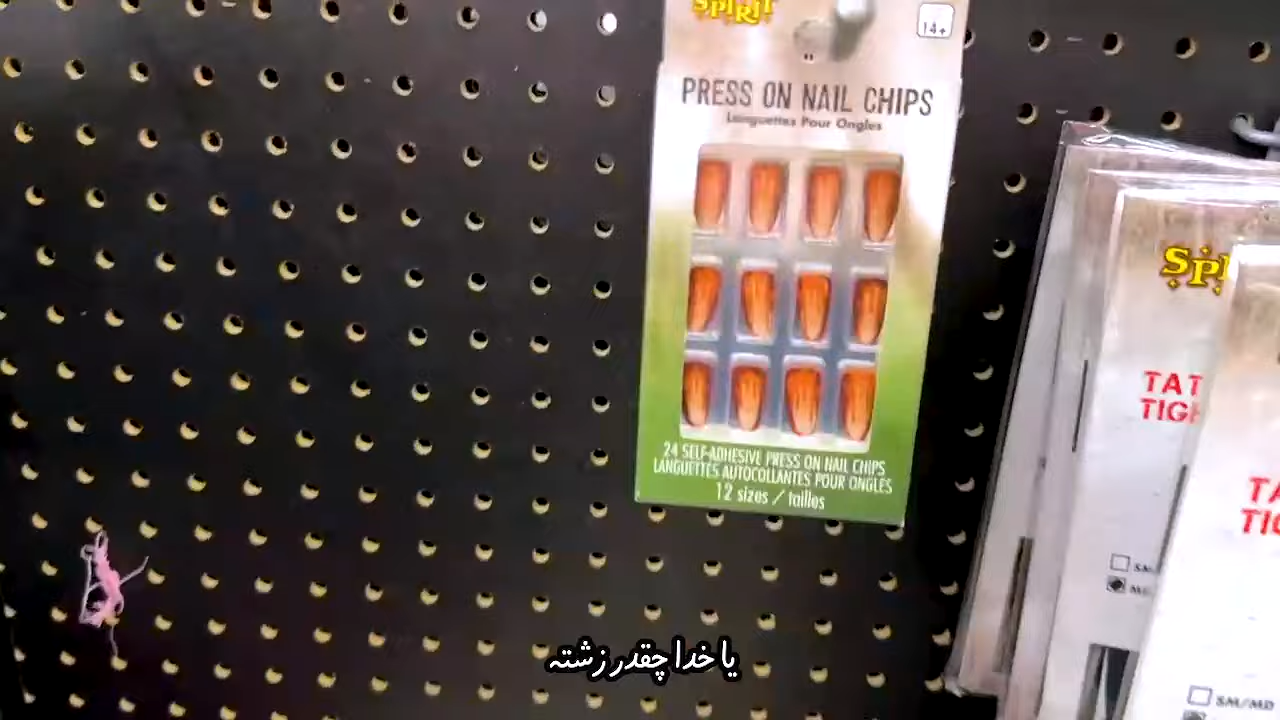 SPIRIT
14+
PRESS ON NAIL CHIPS
Languettes Pour Ongles
24 SELF-ADHESIVE PRESS ON NAIL CHIPS
LANGUETTES AUTOCOLLANTES POUR ONGLES
12 sizes / tailles
SPI
TAT
TIGH
TA
TIG
SM/MD
یا خدا چقدر زشته